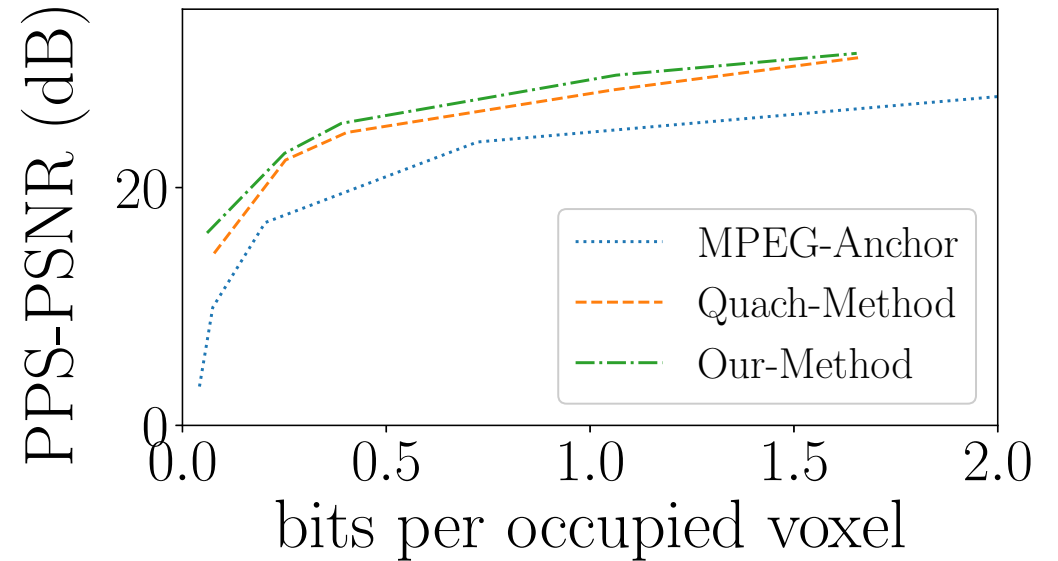 PPS-PSNR (dB)
20
0
MPEG-Anchor
Quach-Method
Our-Method
0.0 0.5 1.0 1.5 2.0
bits per occupied voxel